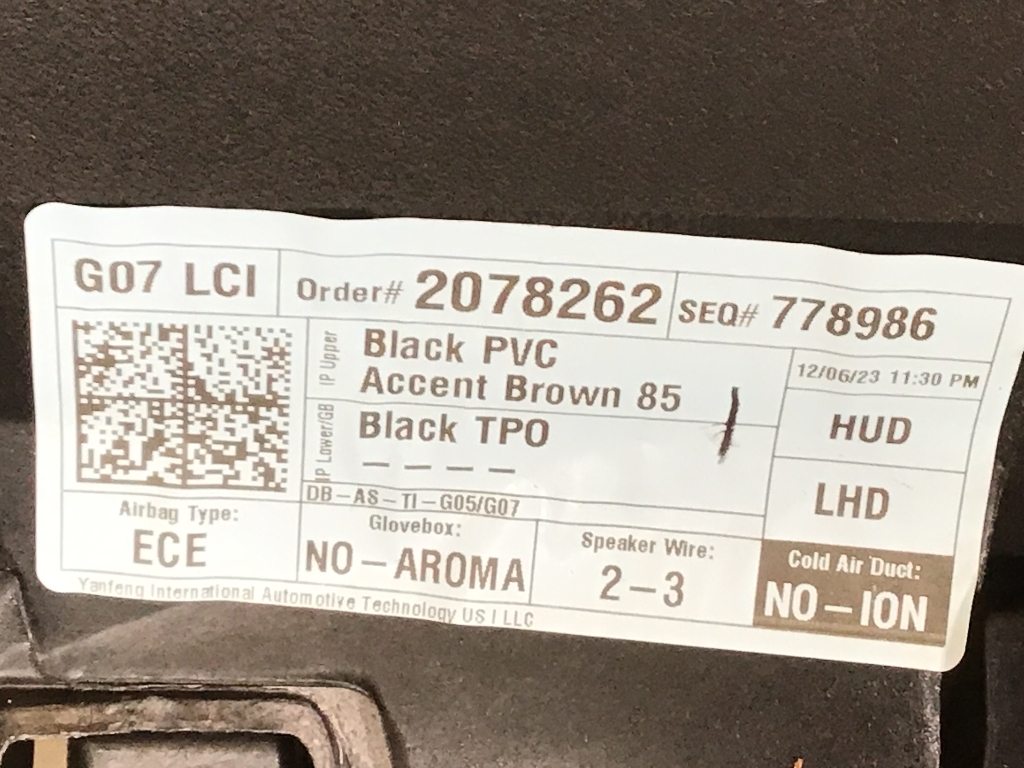 G07 LCI
Order# 2078262
SEQ# 778986
IP Upper
Black PVC
Accent Brown 85
12/06/23 11:30 PM
HUD
IP Lower/GB
Black TPO
– – – –
LHD
DB–AS–TI–G05/G07
Airbag Type:
ECE
Glovebox:
NO–AROMA
Speaker Wire:
2–3
Cold Air Duct:
NO–ION
Yanfeng International Automotive Technology US I LLC